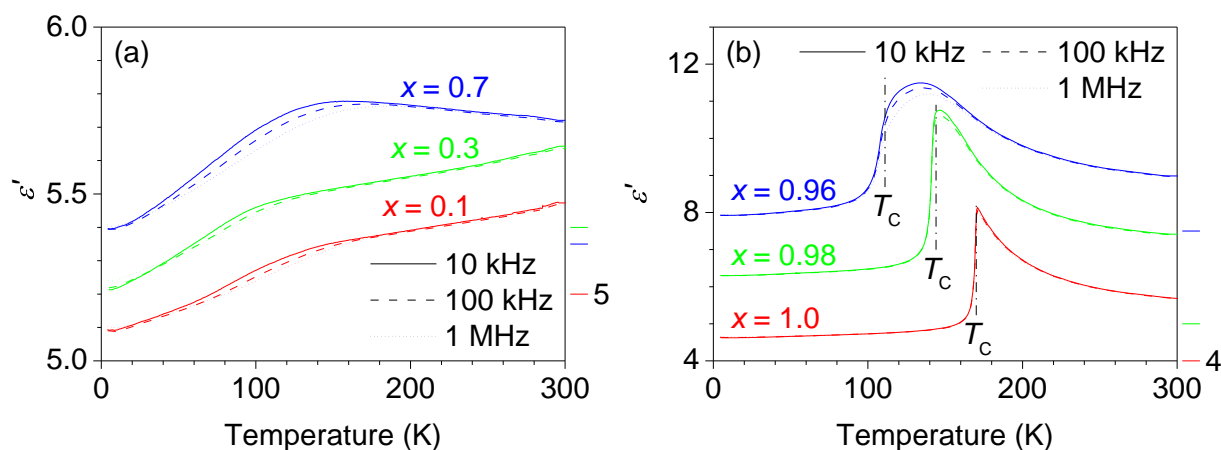 (a)
6.0
5.5
5.0
ε'
x = 0.7
x = 0.3
x = 0.1
10 kHz
100 kHz
1 MHz
5
0
100
200
300
Temperature (K)
(b)
12
8
4
ε'
10 kHz
100 kHz
1 MHz
x = 0.96
TC
x = 0.98
TC
x = 1.0
TC
4
0
100
200
300
Temperature (K)